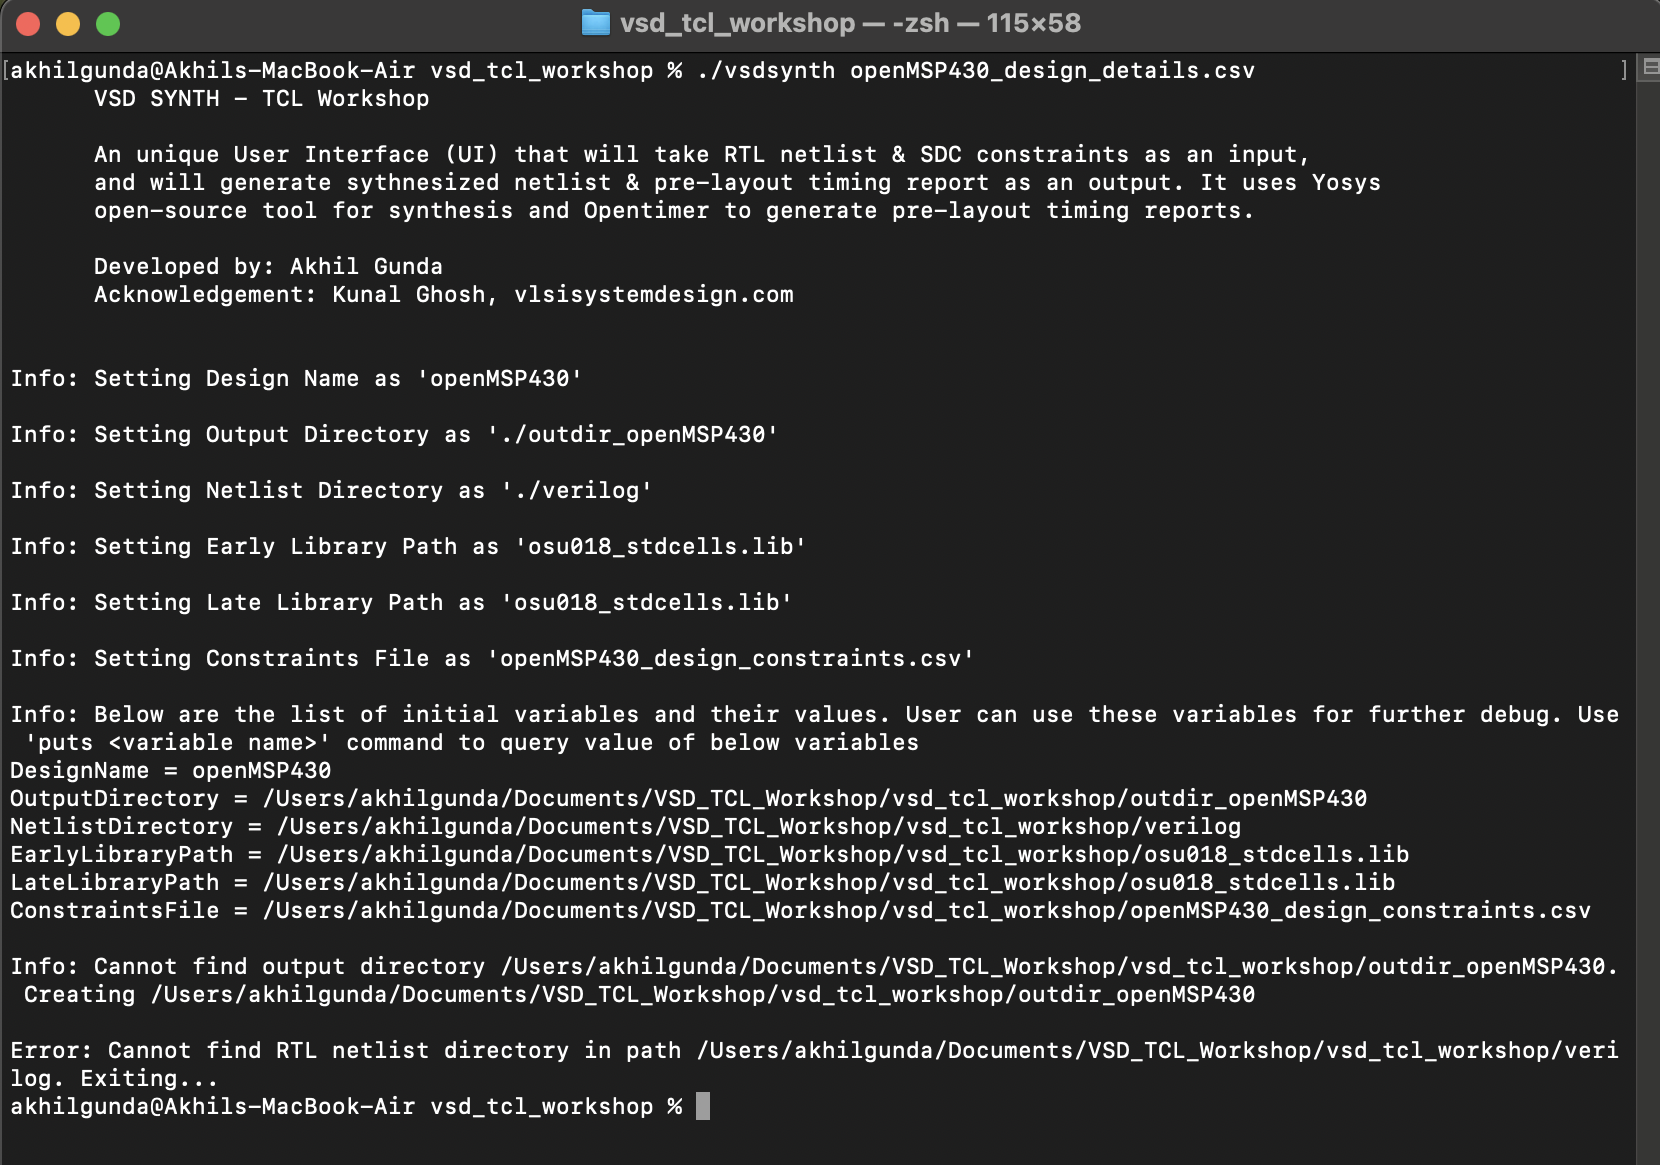 vsd_tcl_workshop — -zsh — 115×58
[akhilgunda@Akhils-MacBook-Air vsd_tcl_workshop % ./vsdsynth openMSP430_design_details.csv ]
VSD SYNTH - TCL Workshop
An unique User Interface (UI) that will take RTL netlist & SDC constraints as an input,
and will generate sythnesized netlist & pre-layout timing report as an output. It uses Yosys
open-source tool for synthesis and Opentimer to generate pre-layout timing reports.
Developed by: Akhil Gunda
Acknowledgement: Kunal Ghosh, vlsisystemdesign.com
Info: Setting Design Name as 'openMSP430'
Info: Setting Output Directory as './outdir_openMSP430'
Info: Setting Netlist Directory as './verilog'
Info: Setting Early Library Path as 'osu018_stdcells.lib'
Info: Setting Late Library Path as 'osu018_stdcells.lib'
Info: Setting Constraints File as 'openMSP430_design_constraints.csv'
Info: Below are the list of initial variables and their values. User can use these variables for further debug. Use
'puts <variable name>' command to query value of below variables
DesignName = openMSP430
OutputDirectory = /Users/akhilgunda/Documents/VSD_TCL_Workshop/vsd_tcl_workshop/outdir_openMSP430
NetlistDirectory = /Users/akhilgunda/Documents/VSD_TCL_Workshop/vsd_tcl_workshop/verilog
EarlyLibraryPath = /Users/akhilgunda/Documents/VSD_TCL_Workshop/vsd_tcl_workshop/osu018_stdcells.lib
LateLibraryPath = /Users/akhilgunda/Documents/VSD_TCL_Workshop/vsd_tcl_workshop/osu018_stdcells.lib
ConstraintsFile = /Users/akhilgunda/Documents/VSD_TCL_Workshop/vsd_tcl_workshop/openMSP430_design_constraints.csv
Info: Cannot find output directory /Users/akhilgunda/Documents/VSD_TCL_Workshop/vsd_tcl_workshop/outdir_openMSP430.
Creating /Users/akhilgunda/Documents/VSD_TCL_Workshop/vsd_tcl_workshop/outdir_openMSP430
Error: Cannot find RTL netlist directory in path /Users/akhilgunda/Documents/VSD_TCL_Workshop/vsd_tcl_workshop/veri
log. Exiting...
akhilgunda@Akhils-MacBook-Air vsd_tcl_workshop %